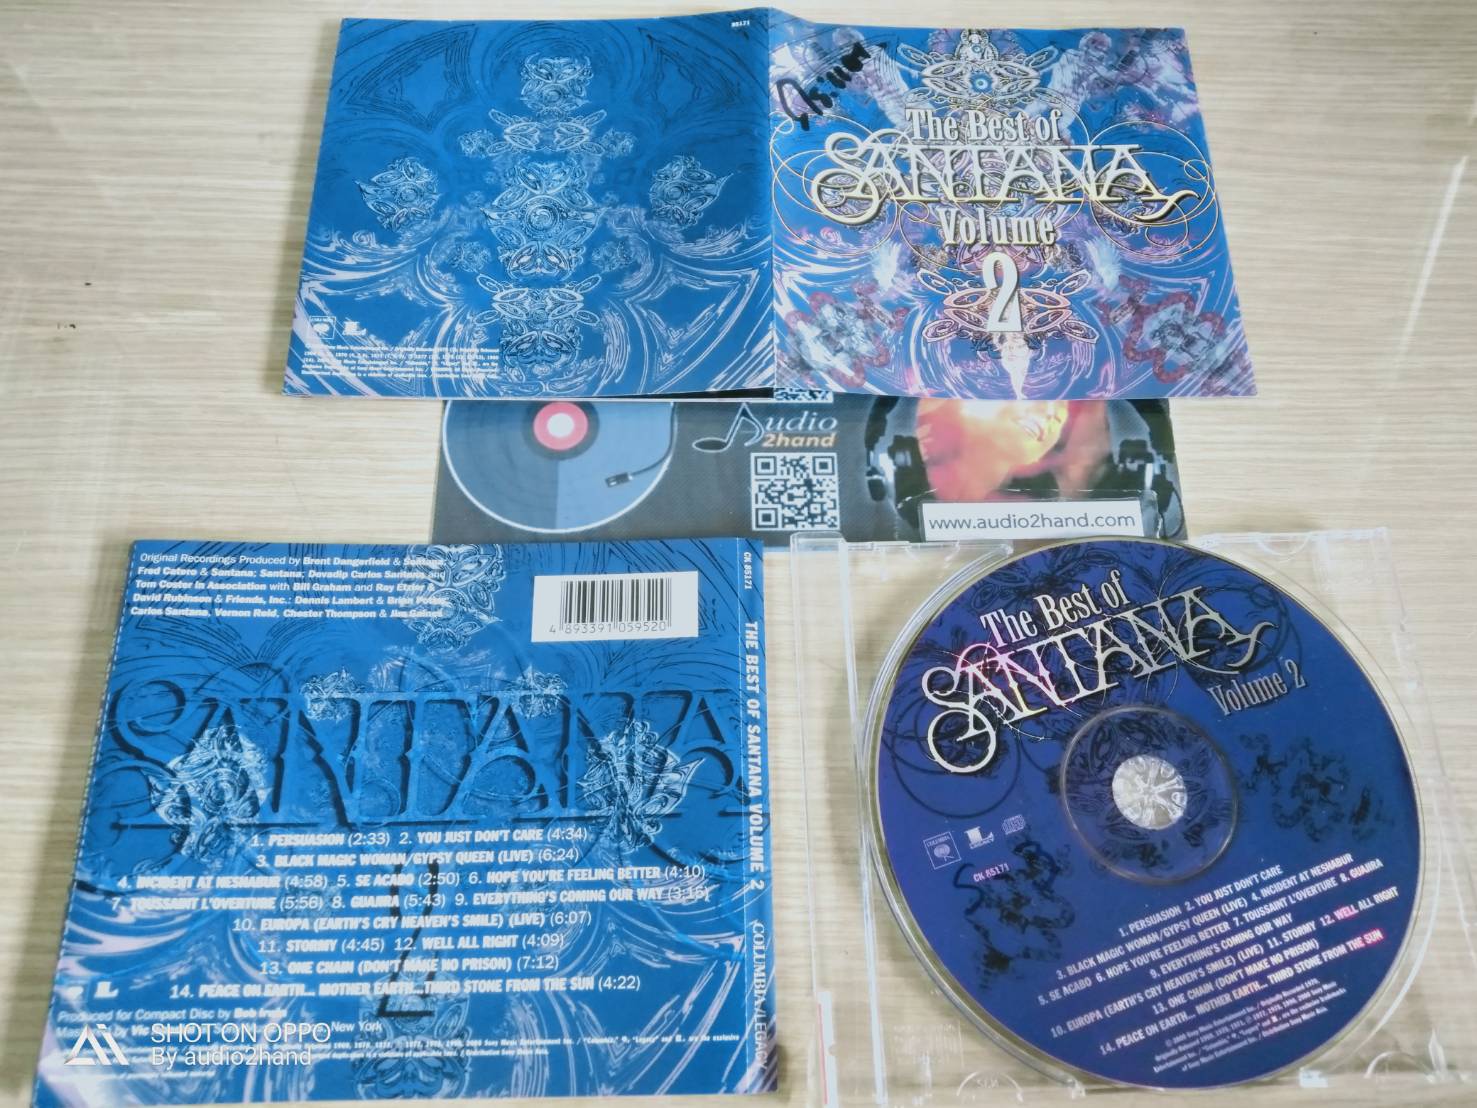 85171
The Best of
SANTANA
Volume
2
COLUMBIA
L
Audio
2hand
www.audio2hand.com
Original Recordings Produced by Brent Dangerfield & Santana;
Fred Catero & Santana; Santana; Devadip Carlos Santana and
Tom Coster in Association with Bill Graham and Ray Etzler &
David Rubinson & Friends, Inc.; Dennis Lambert & Brian Potter;
Carlos Santana, Vernon Reid, Chester Thompson & Jim Gaines
4 893391 059520
SANTANA
1. PERSUASION (2:33) 2. YOU JUST DON'T CARE (4:34)
3. BLACK MAGIC WOMAN/GYPSY QUEEN (LIVE) (6:24)
4. INCIDENT AT NESHABUR (4:58) 5. SE ACABO (2:50) 6. HOPE YOU'RE FEELING BETTER (4:10)
7. TOUSSAINT L'OVERTURE (5:56) 8. GUAJIRA (5:43) 9. EVERYTHING'S COMING OUR WAY (3:15)
10. EUROPA (EARTH'S CRY HEAVEN'S SMILE) (LIVE) (6:07)
11. STORMY (4:45) 12. WELL ALL RIGHT (4:09)
13. ONE CHAIN (DON'T MAKE NO PRISON) (7:12)
14. PEACE ON EARTH... MOTHER EARTH...THIRD STONE FROM THE SUN (4:22)
L
Produced for Compact Disc by Bob Irwin
New York
CK 85171
THE BEST OF SANTANA VOLUME 2
COLUMBIA/LEGACY
The Best of
SANTANA
Volume 2
COLUMBIA
L
LEGACY
CK 85171
1. PERSUASION 2. YOU JUST DON'T CARE
3. BLACK MAGIC WOMAN/GYPSY QUEEN (LIVE) 4. INCIDENT AT NESHABUR
5. SE ACABO 6. HOPE YOU'RE FEELING BETTER 7. TOUSSAINT L'OVERTURE 8. GUAJIRA
9. EVERYTHING'S COMING OUR WAY
10. EUROPA (EARTH'S CRY HEAVEN'S SMILE) (LIVE) 11. STORMY 12. WELL ALL RIGHT
13. ONE CHAIN (DON'T MAKE NO PRISON)
14. PEACE ON EARTH... MOTHER EARTH... THIRD STONE FROM THE SUN
SHOT ON OPPO
By audio2hand